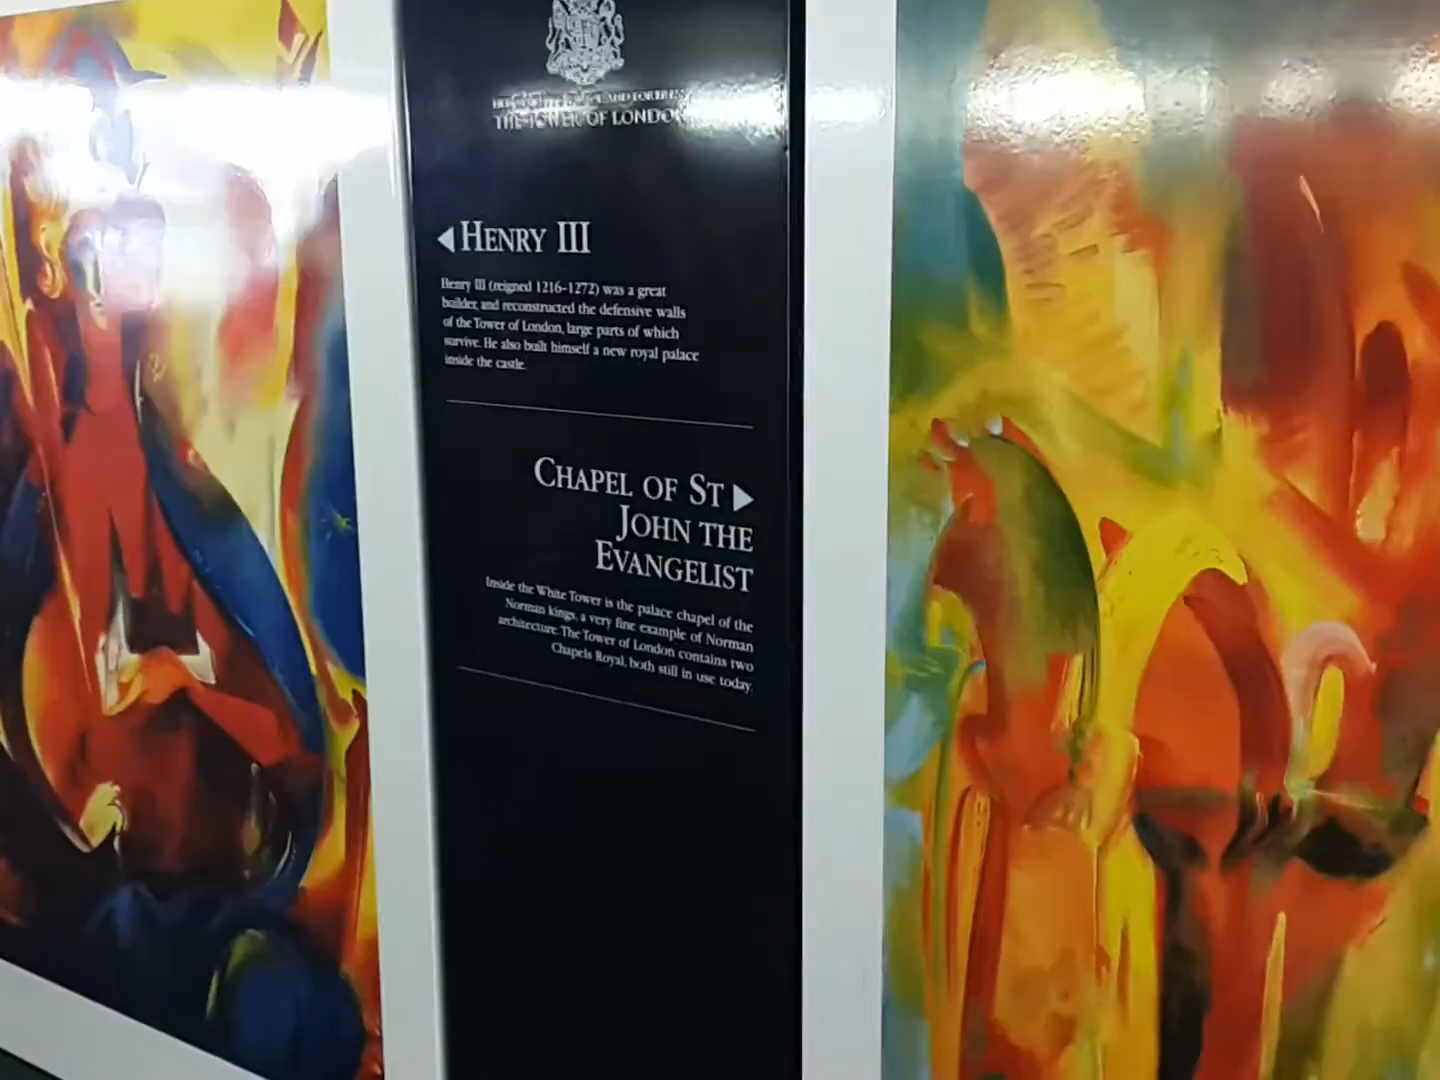 THE TOWER OF LONDON
◀ HENRY III
Henry III (reigned 1216-1272) was a great
builder, and reconstructed the defensive walls
of the Tower of London, large parts of which
survive. He also built himself a new royal palace
inside the castle.
CHAPEL OF ST ▶
JOHN THE
EVANGELIST
Inside the White Tower is the palace chapel of the
Norman kings, a very fine example of Norman
architecture. The Tower of London contains two
Chapels Royal, both still in use today.